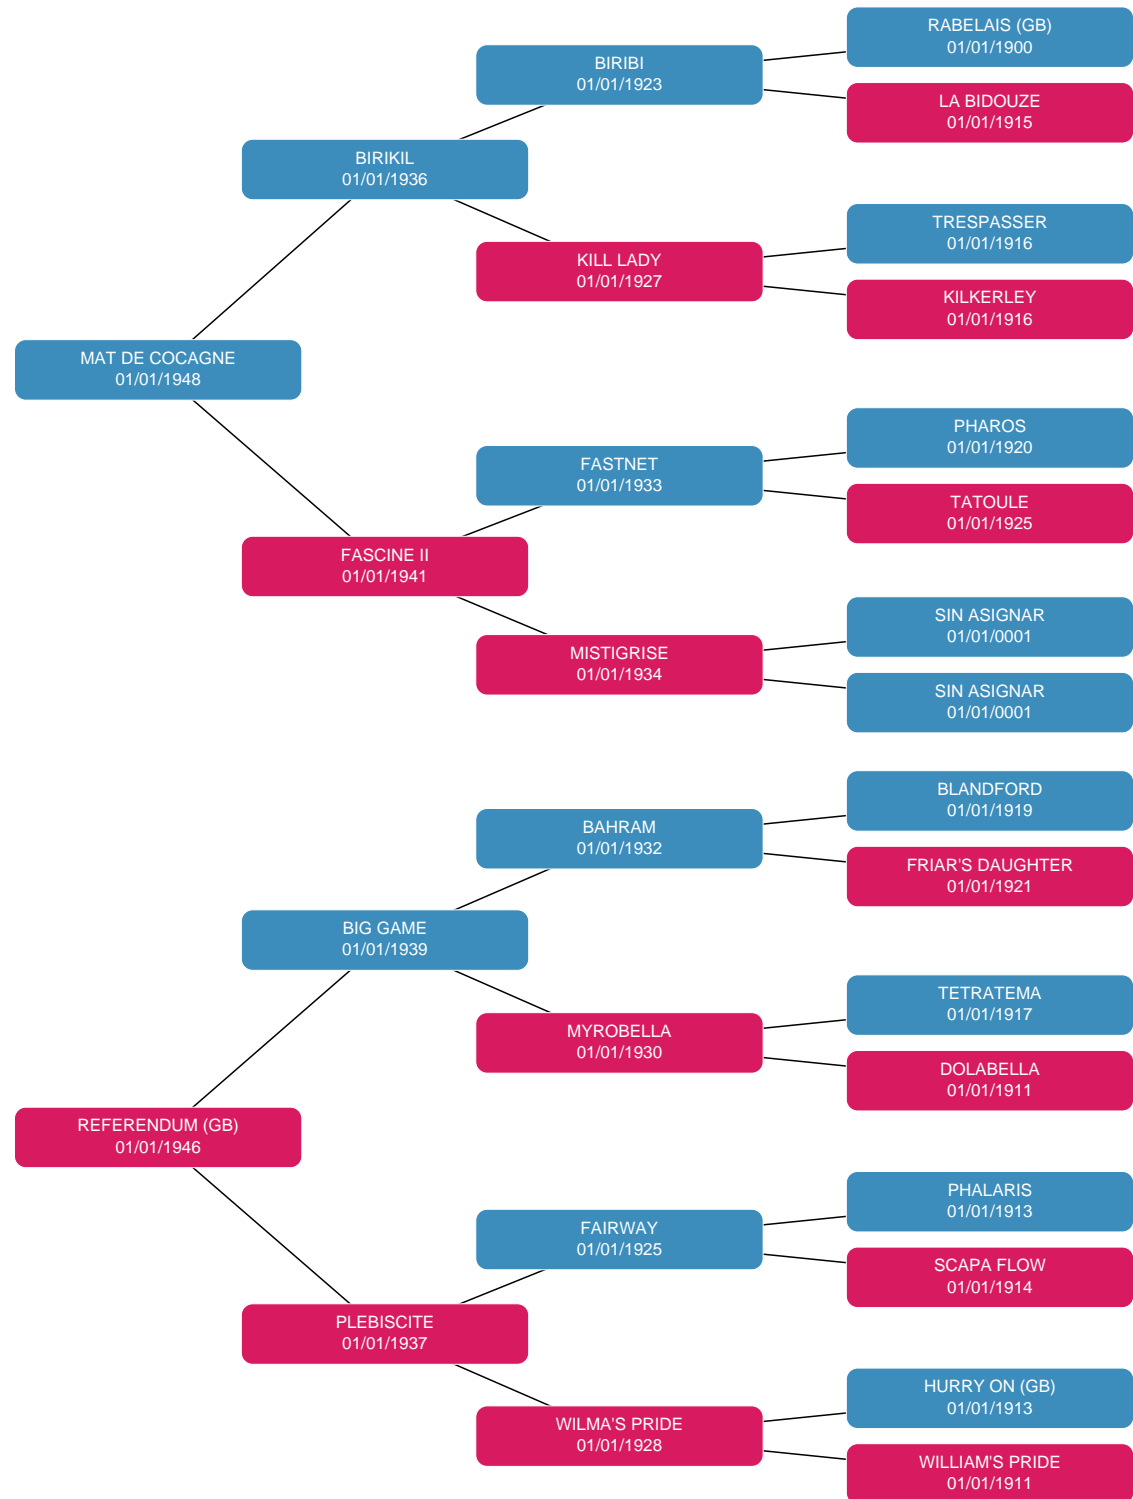 RABELAIS (GB)
01/01/1900
BIRIBI
01/01/1923
LA BIDOUZE
01/01/1915
BIRIKIL
01/01/1936
TRESPASSER
01/01/1916
KILL LADY
01/01/1927
KILKERLEY
01/01/1916
MAT DE COCAGNE
01/01/1948
PHAROS
01/01/1920
FASTNET
01/01/1933
TATOULE
01/01/1925
FASCINE II
01/01/1941
SIN ASIGNAR
01/01/0001
MISTIGRISE
01/01/1934
SIN ASIGNAR
01/01/0001
BLANDFORD
01/01/1919
BAHRAM
01/01/1932
FRIAR'S DAUGHTER
01/01/1921
BIG GAME
01/01/1939
TETRATEMA
01/01/1917
MYROBELLA
01/01/1930
DOLABELLA
01/01/1911
REFERENDUM (GB)
01/01/1946
PHALARIS
01/01/1913
FAIRWAY
01/01/1925
SCAPA FLOW
01/01/1914
PLEBISCITE
01/01/1937
HURRY ON (GB)
01/01/1913
WILMA'S PRIDE
01/01/1928
WILLIAM'S PRIDE
01/01/1911